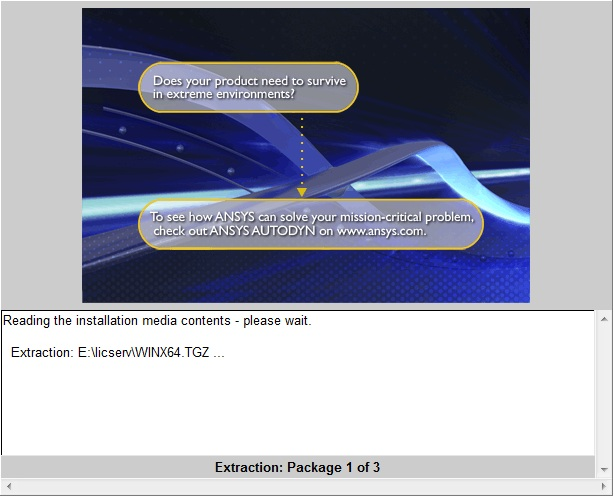 Does your product need to survive
in extreme environments?
To see how ANSYS can solve your mission-critical problem,
check out ANSYS AUTODYN on www.ansys.com.
Reading the installation media contents - please wait.
Extraction: E:\licserv\WINX64.TGZ ...
Extraction: Package 1 of 3